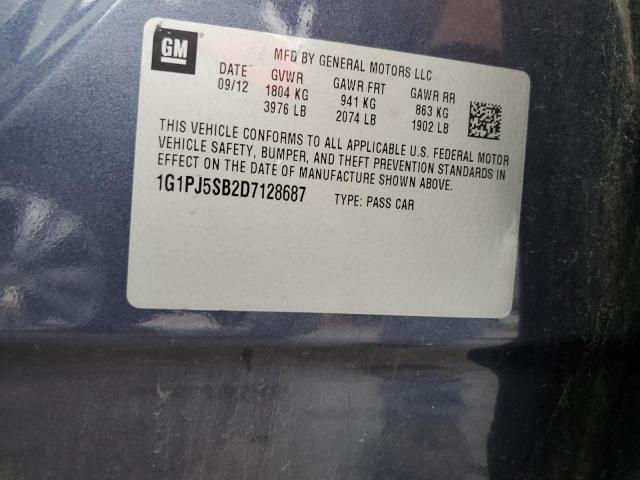 GM
MFD BY GENERAL MOTORS LLC
DATE GVWR GAWR FRT GAWR RR
09/12 1804 KG 941 KG 863 KG
3976 LB 2074 LB 1902 LB
THIS VEHICLE CONFORMS TO ALL APPLICABLE U.S. FEDERAL MOTOR
VEHICLE SAFETY, BUMPER, AND THEFT PREVENTION STANDARDS IN
EFFECT ON THE DATE OF MANUFACTURE SHOWN ABOVE.
1G1PJ5SB2D7128687 TYPE: PASS CAR